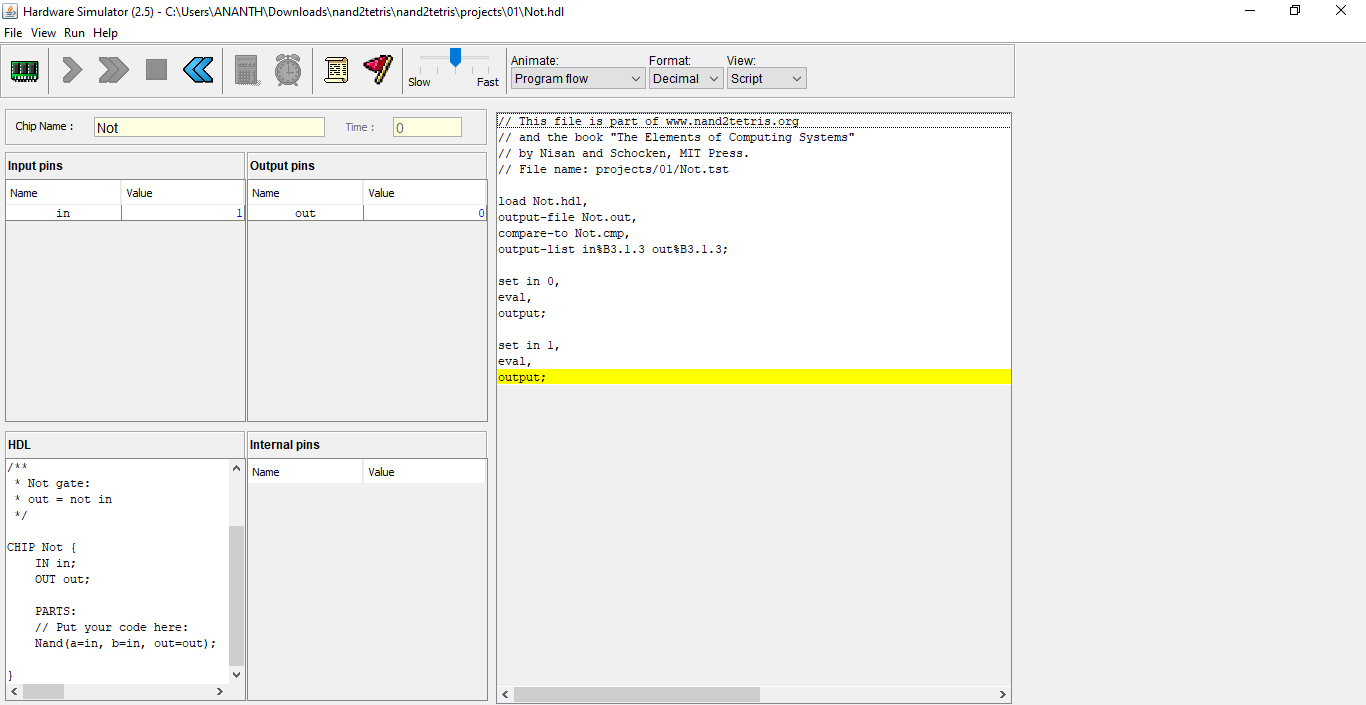 Hardware Simulator (2.5) - C:\Users\ANANTH\Downloads\nand2tetris\nand2tetris\projects\01\Not.hdl
File View Run Help
Slow Fast
Animate: Format: View:
Program flow Decimal Script
Chip Name : Not Time : 0
Input pins
Name Value
in 1
Output pins
Name Value
out 0
HDL
/**
* Not gate:
* out = not in
*/
CHIP Not {
IN in;
OUT out;
PARTS:
// Put your code here:
Nand(a=in, b=in, out=out);
}
Internal pins
Name Value
// This file is part of www.nand2tetris.org
// and the book "The Elements of Computing Systems"
// by Nisan and Schocken, MIT Press.
// File name: projects/01/Not.tst
load Not.hdl,
output-file Not.out,
compare-to Not.cmp,
output-list in%B3.1.3 out%B3.1.3;
set in 0,
eval,
output;
set in 1,
eval,
output;